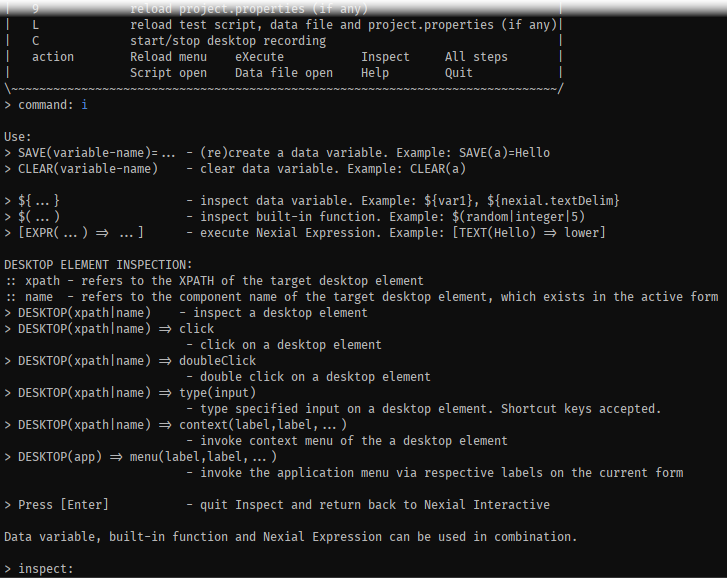 | 9 reload project.properties (if any) |
| L reload test script, data file and project.properties (if any)|
| C start/stop desktop recording |
| action Reload menu eXecute Inspect All steps |
| Script open Data file open Help Quit |
\~~~~~~~~~~~~~~~~~~~~~~~~~~~~~~~~~~~~~~~~~~~~~~~~~~~~~~~~~~~~~~~~~~~~~~~~~~~~~~/
> command: i
Use:
> SAVE(variable-name)=... - (re)create a data variable. Example: SAVE(a)=Hello
> CLEAR(variable-name) - clear data variable. Example: CLEAR(a)
> ${...} - inspect data variable. Example: ${var1}, ${nexial.textDelim}
> $(...) - inspect built-in function. Example: $(random|integer|5)
> [EXPR(...) => ...] - execute Nexial Expression. Example: [TEXT(Hello) => lower]
DESKTOP ELEMENT INSPECTION:
:: xpath - refers to the XPATH of the target desktop element
:: name - refers to the component name of the target desktop element, which exists in the active form
> DESKTOP(xpath|name) - inspect a desktop element
> DESKTOP(xpath|name) => click
- click on a desktop element
> DESKTOP(xpath|name) => doubleClick
- double click on a desktop element
> DESKTOP(xpath|name) => type(input)
- type specified input on a desktop element. Shortcut keys accepted.
> DESKTOP(xpath|name) => context(label,label,...)
- invoke context menu of the a desktop element
> DESKTOP(app) => menu(label,label,...)
- invoke the application menu via respective labels on the current form
> Press [Enter] - quit Inspect and return back to Nexial Interactive
Data variable, built-in function and Nexial Expression can be used in combination.
> inspect: